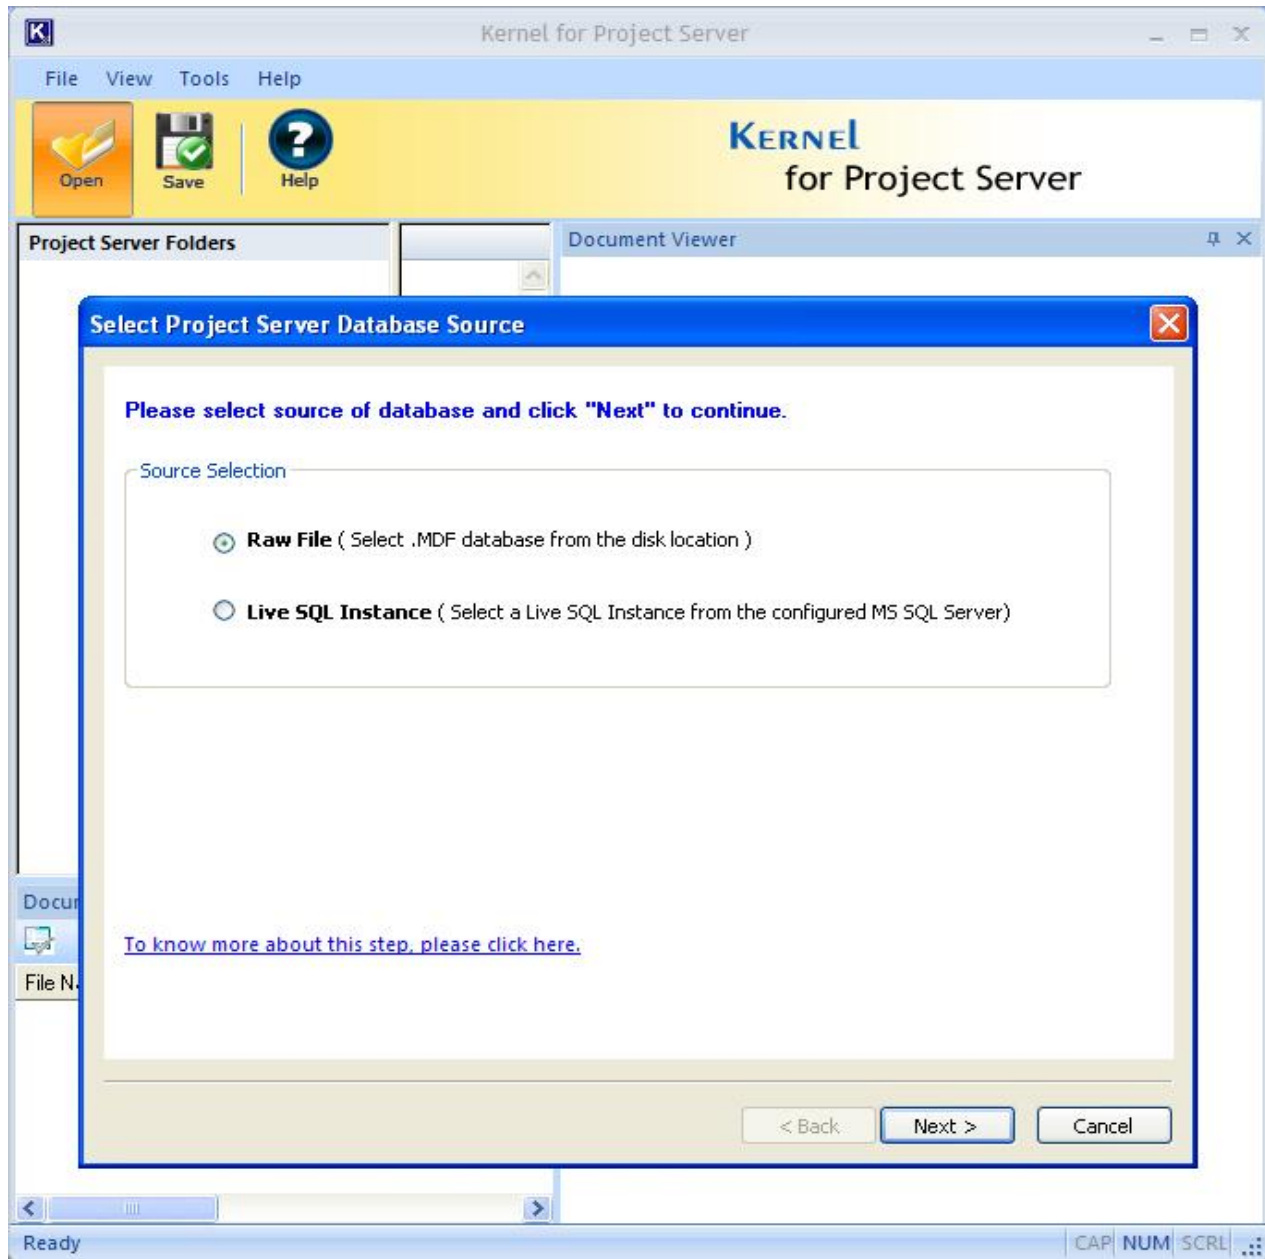 Kernel for Project Server
File View Tools Help
Open Save Help
KERNEl
for Project Server
Project Server Folders
Document Viewer
Select Project Server Database Source
Please select source of database and click "Next" to continue.
Source Selection
Raw File ( Select .MDF database from the disk location )
Live SQL Instance ( Select a Live SQL Instance from the configured MS SQL Server)
Docum
To know more about this step, please click here.
File N
< Back Next > Cancel
Ready CAP NUM SCRL